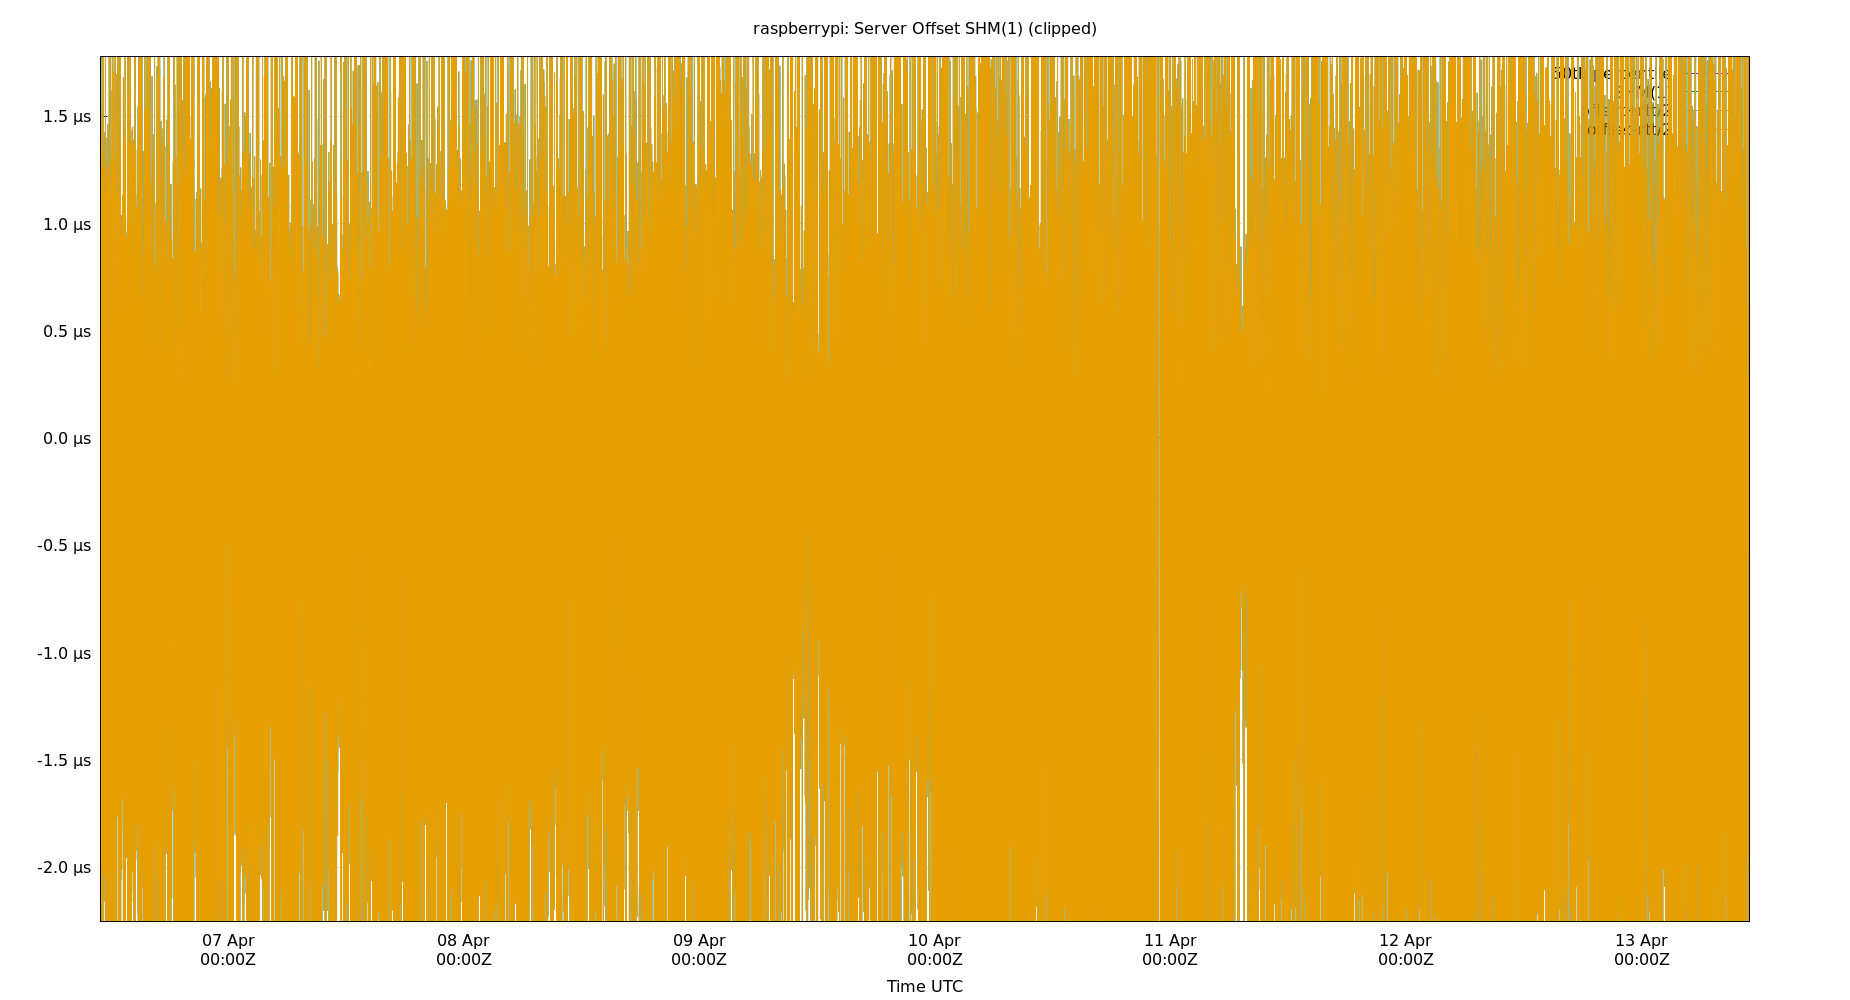 raspberrypi: Server Offset SHM(1) (clipped)
1.5 µs
1.0 µs
0.5 µs
0.0 µs
-0.5 µs
-1.0 µs
-1.5 µs
-2.0 µs
07 Apr 08 Apr 09 Apr 10 Apr 11 Apr 12 Apr 13 Apr
00:00Z 00:00Z 00:00Z 00:00Z 00:00Z 00:00Z 00:00Z
Time UTC